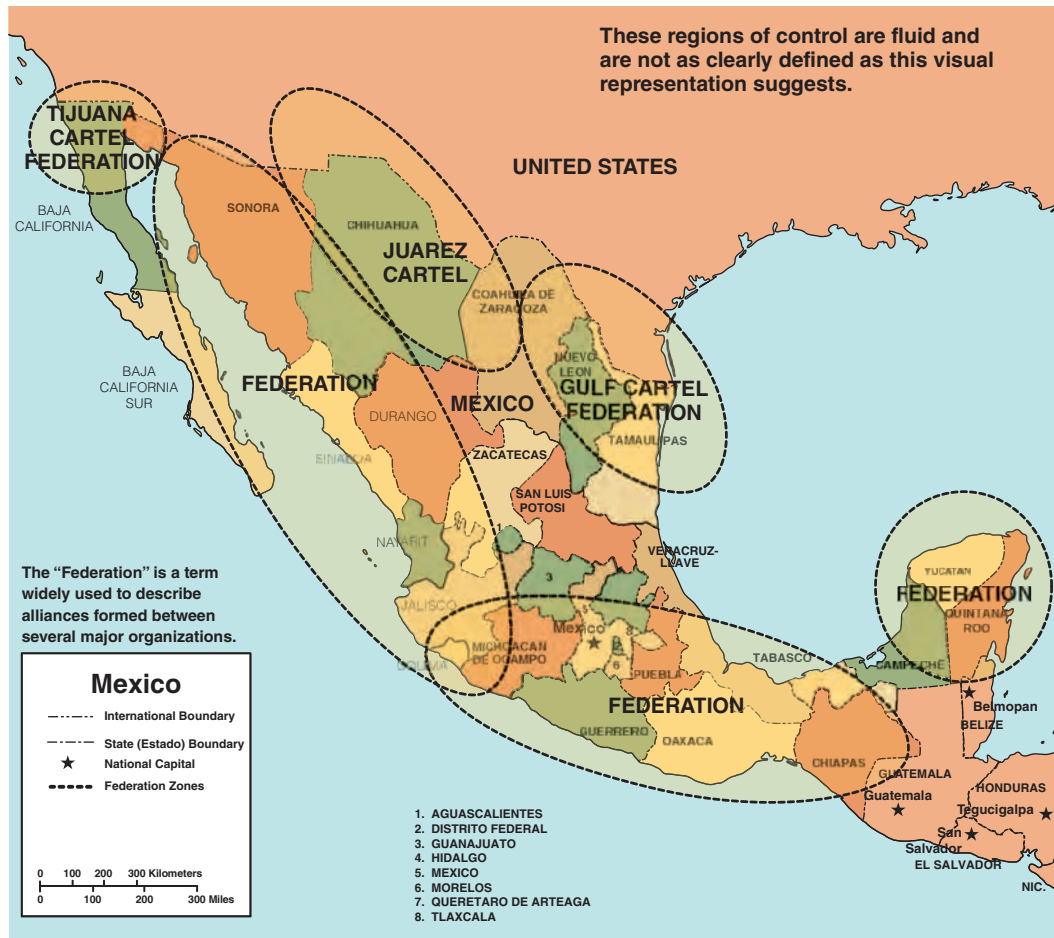 These regions of control are fluid and
are not as clearly defined as this visual
representation suggests.
TIJUANA
CARTEL
FEDERATION
UNITED STATES
BAJA
CALIFORNIA
SONORA
CHIHUAHUA
JUAREZ
CARTEL
COAHUILA DE
ZARAGOZA
BAJA
CALIFORNIA
SUR
FEDERATION
DURANGO
MEXICO
NUEVO
LEON
GULF CARTEL
FEDERATION
TAMAULIPAS
SINALOA
ZACATECAS
SAN LUIS
POTOSI
NAYARIT
1
3
VERACRUZ-
LLAVE
YUCATAN
FEDERATION
QUINTANA
ROO
CAMPECHE
JALISCO
COLIMA
MICHOACAN
DE OCAMPO
Mexico
5
8
6
PUEBLA
TABASCO
FEDERATION
GUERRERO
OAXACA
CHIAPAS
Belmopan
BELIZE
GUATEMALA
Guatemala
HONDURAS
Tegucigalpa
San
Salvador
EL SALVADOR
NIC.
The “Federation” is a term
widely used to describe
alliances formed between
several major organizations.
Mexico
International Boundary
State (Estado) Boundary
National Capital
Federation Zones
0 100 200 300 Kilometers
0 100 200 300 Miles
1. AGUASCALIENTES
2. DISTRITO FEDERAL
3. GUANAJUATO
4. HIDALGO
5. MEXICO
6. MORELOS
7. QUERETARO DE ARTEAGA
8. TLAXCALA